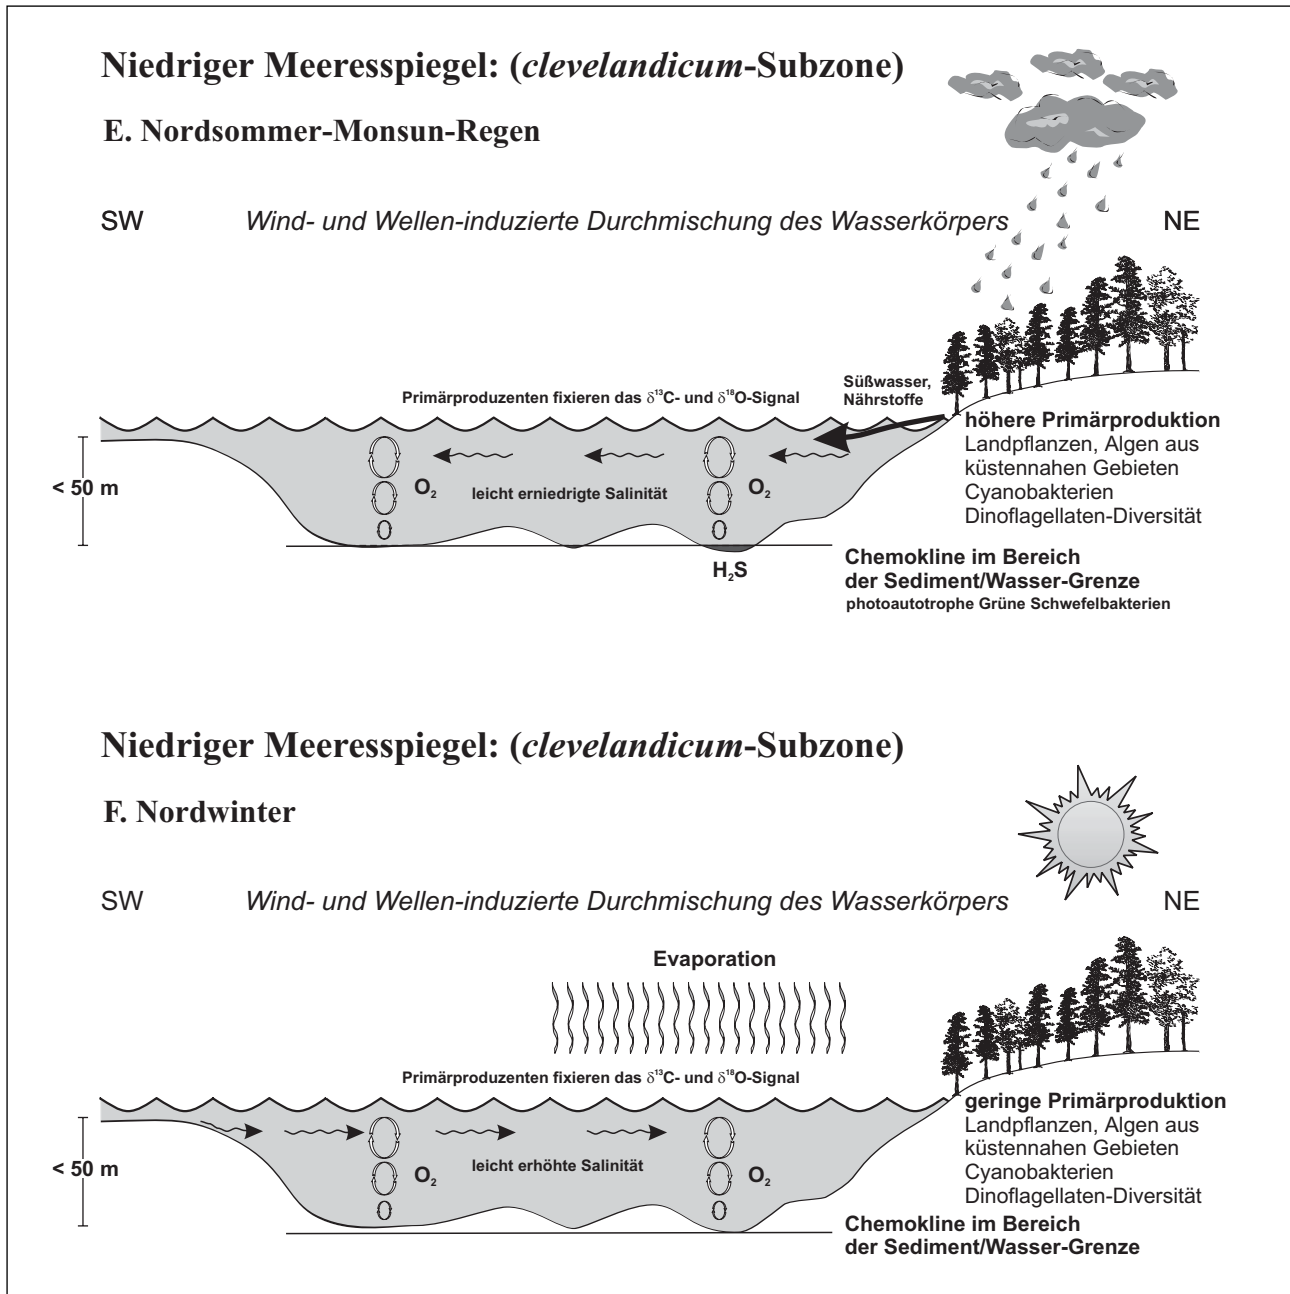 Niedriger Meeresspiegel: (clevelandicum-Subzone)
E. Nordsommer-Monsun-Regen
SW Wind- und Wellen-induzierte Durchmischung des Wasserkörpers NE
Süßwasser,
Nährstoffe
Primärproduzenten fixieren das δ¹³C- und δ¹⁸O-Signal
höhere Primärproduktion
Landpflanzen, Algen aus
küstennahen Gebieten
Cyanobakterien
Dinoflagellaten-Diversität
< 50 m
O₂ leicht erniedrigte Salinität O₂
H₂S
Chemokline im Bereich
der Sediment/Wasser-Grenze
photoautotrophe Grüne Schwefelbakterien
Niedriger Meeresspiegel: (clevelandicum-Subzone)
F. Nordwinter
SW Wind- und Wellen-induzierte Durchmischung des Wasserkörpers NE
Evaporation
Primärproduzenten fixieren das δ¹³C- und δ¹⁸O-Signal
geringe Primärproduktion
Landpflanzen, Algen aus
küstennahen Gebieten
Cyanobakterien
Dinoflagellaten-Diversität
< 50 m
O₂ leicht erhöhte Salinität O₂
Chemokline im Bereich
der Sediment/Wasser-Grenze